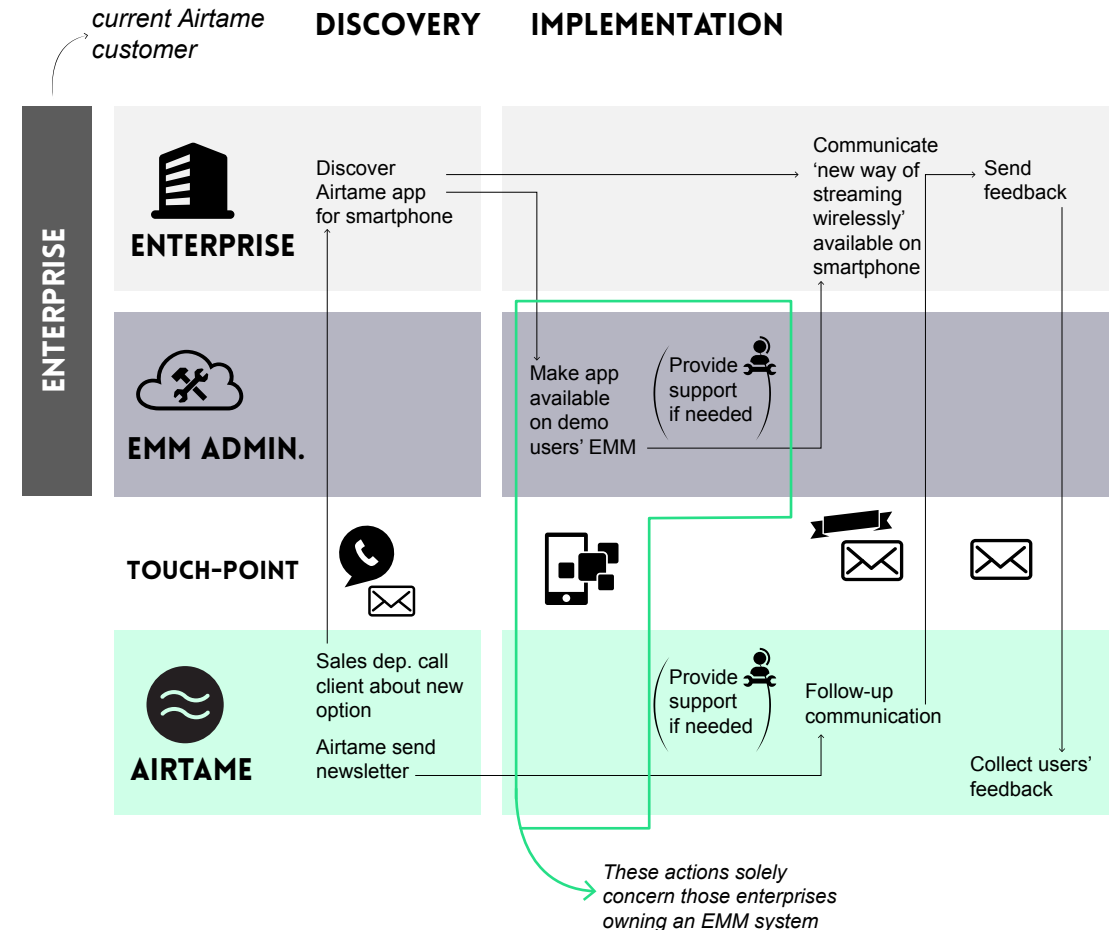 current Airtame
customer
DISCOVERY
IMPLEMENTATION
ENTERPRISE
ENTERPRISE
Discover
Airtame app
for smartphone
Communicate
‘new way of
streaming
wirelessly’
available on
smartphone
Send
feedback
EMM ADMIN.
Make app
available
on demo
users’ EMM
Provide
support
if needed
TOUCH-POINT
AIRTAME
Sales dep. call
client about new
option
Airtame send
newsletter
Provide
support
if needed
Follow-up
communication
Collect users’
feedback
These actions solely
concern those enterprises
owning an EMM system